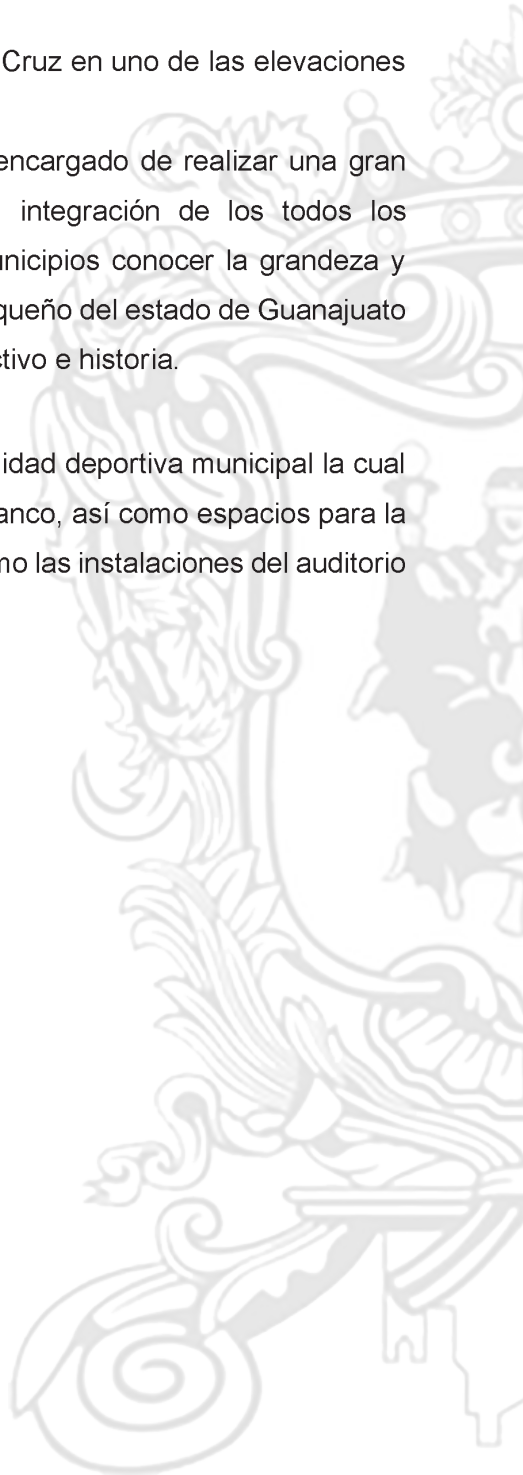 Cruz en uno de las elevaciones
encargado de realizar una gran
integración de los todos los
nicipios conocer la grandeza y
queño del estado de Guanajuato
tivo e historia.
idad deportiva municipal la cual
anco, así como espacios para la
mo las instalaciones del auditorio